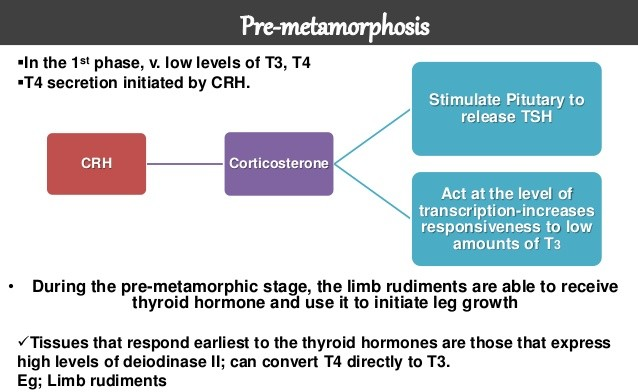 Pre-metamorphosis
▪In the 1st phase, v. low levels of T3, T4
▪T4 secretion initiated by CRH.
CRH
Corticosterone
Stimulate Pitutary to
release TSH
Act at the level of
transcription-increases
responsiveness to low
amounts of T3
• During the pre-metamorphic stage, the limb rudiments are able to receive
thyroid hormone and use it to initiate leg growth
✓Tissues that respond earliest to the thyroid hormones are those that express
high levels of deiodinase II; can convert T4 directly to T3.
Eg; Limb rudiments